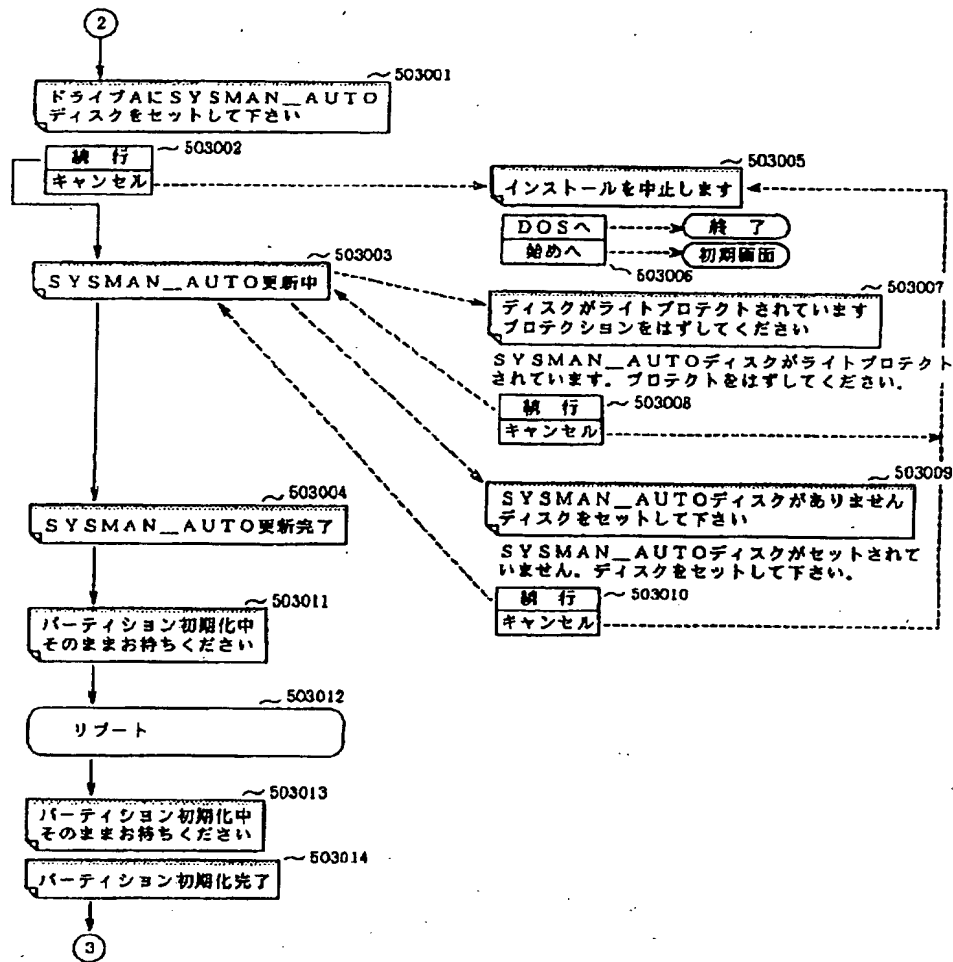 2
503001
ドライブAにSYSMAN__AUTO
ディスクをセットして下さい
続 行
キャンセル
503002
503005
インストールを中止します
DOSへ
終 了
始めへ
初期画面
503006
503003
SYSMAN__AUTO更新中
503007
ディスクがライトプロテクトされています
プロテクションをはずしてください
SYSMAN__AUTOディスクがライトプロテクト
されています。プロテクトをはずしてください。
続 行
キャンセル
503008
503009
SYSMAN__AUTOディスクがありません
ディスクをセットして下さい
SYSMAN__AUTOディスクがセットされて
いません。ディスクをセットして下さい。
続 行
キャンセル
503010
503004
SYSMAN__AUTO更新完了
503011
パーティション初期化中
そのままお待ちください
503012
リブート
503013
パーティション初期化中
そのままお待ちください
503014
パーティション初期化完了
3